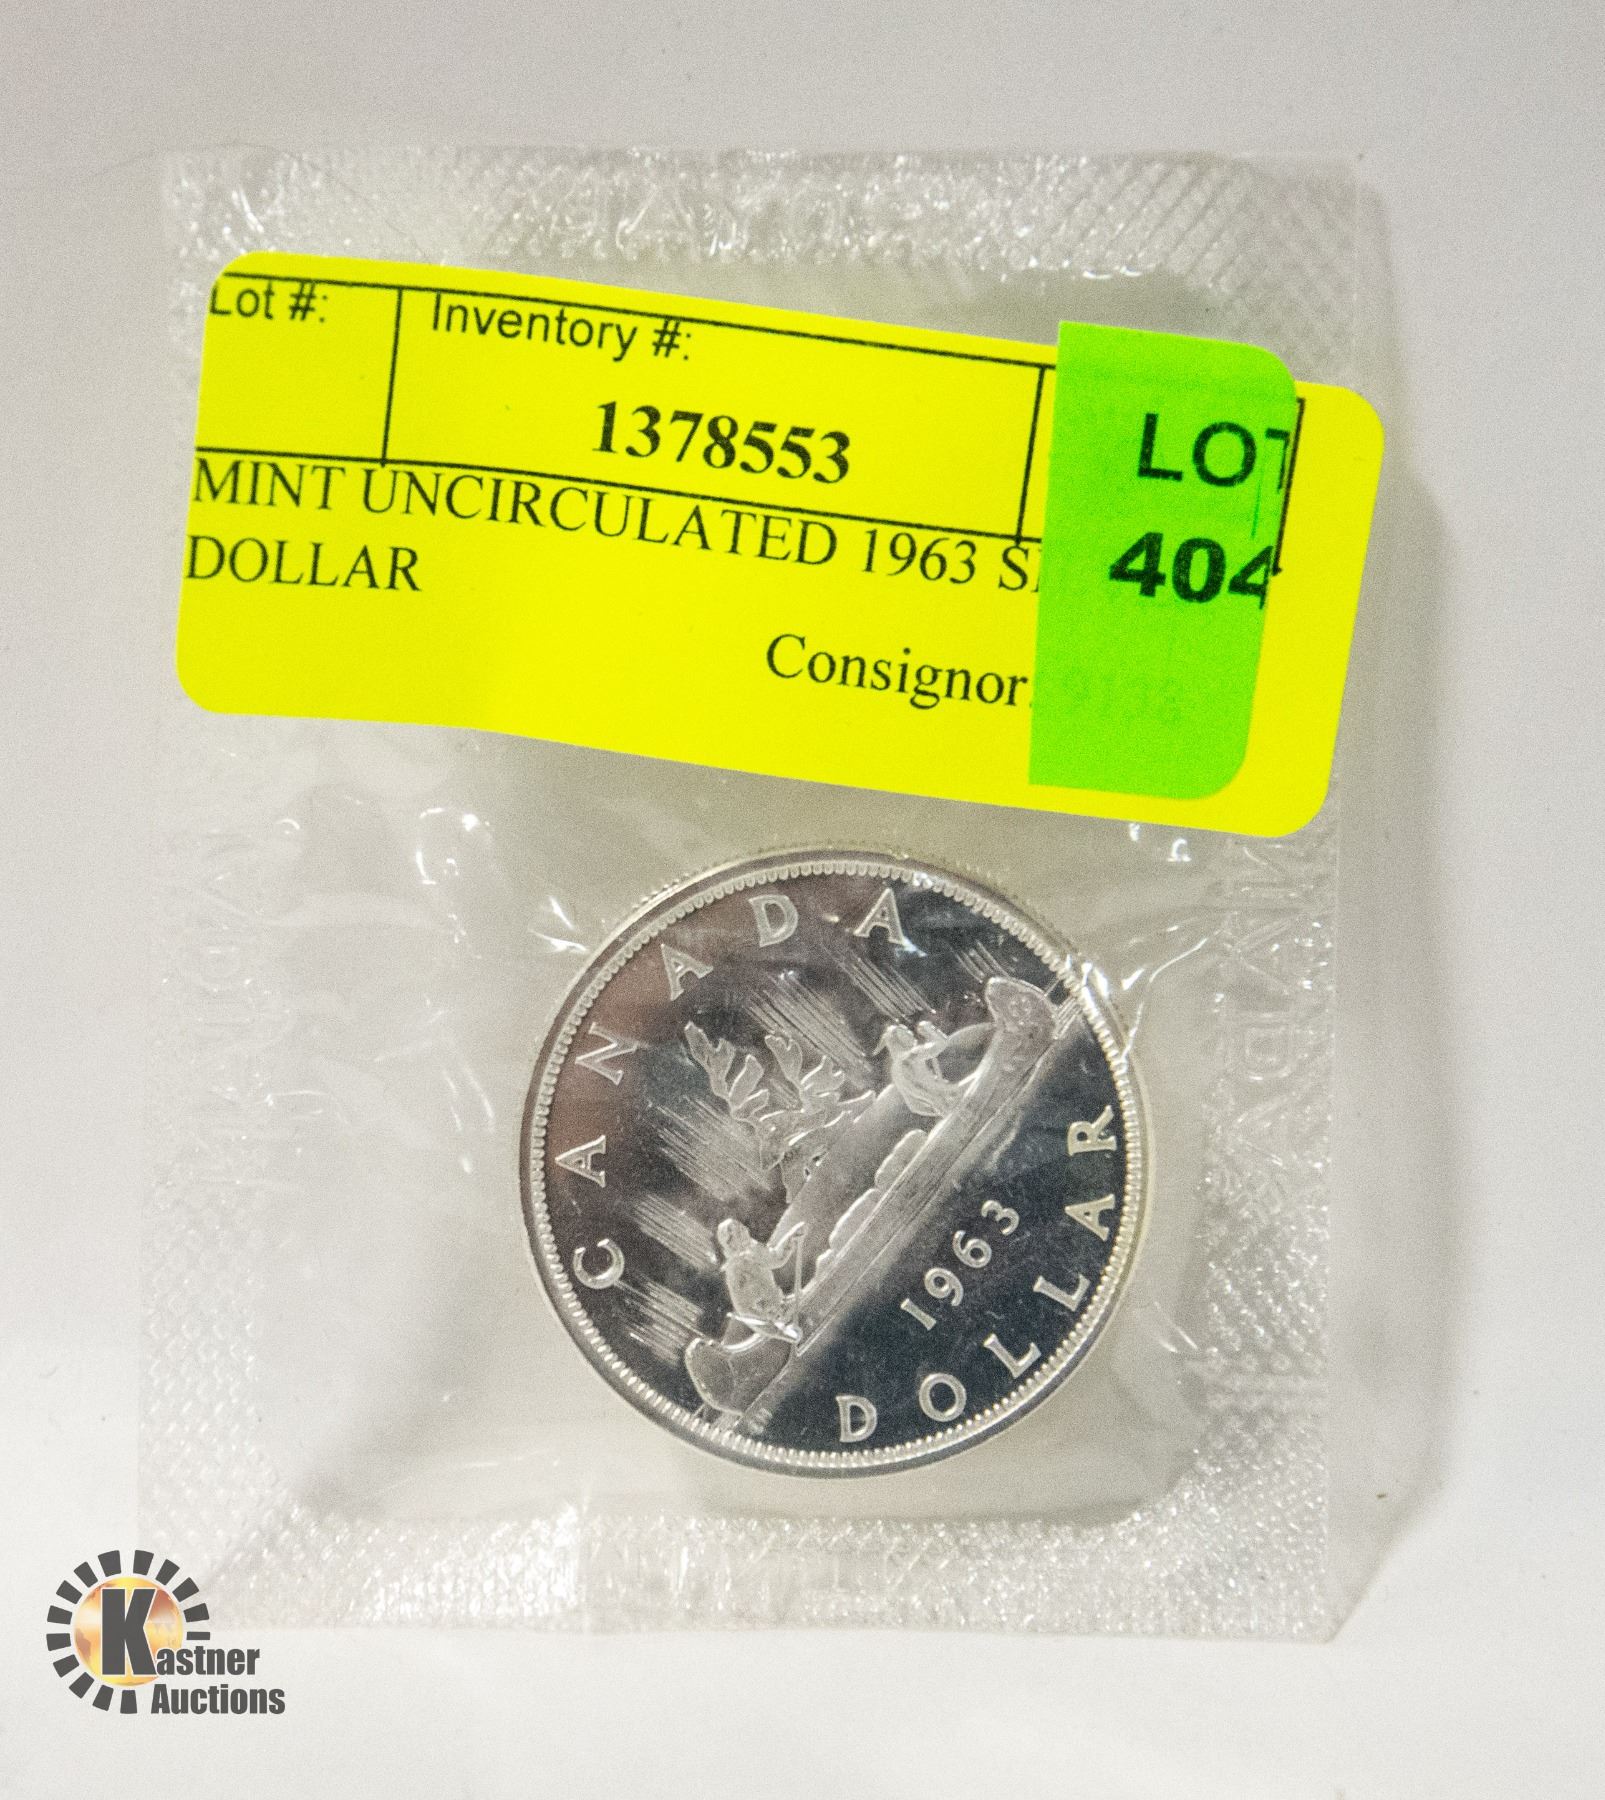 Lot #:
Inventory #:
1378553
LOT
404
MINT UNCIRCULATED 1963
DOLLAR
Consignor
CANADA
1963
DOLLAR
Kastner
Auctions